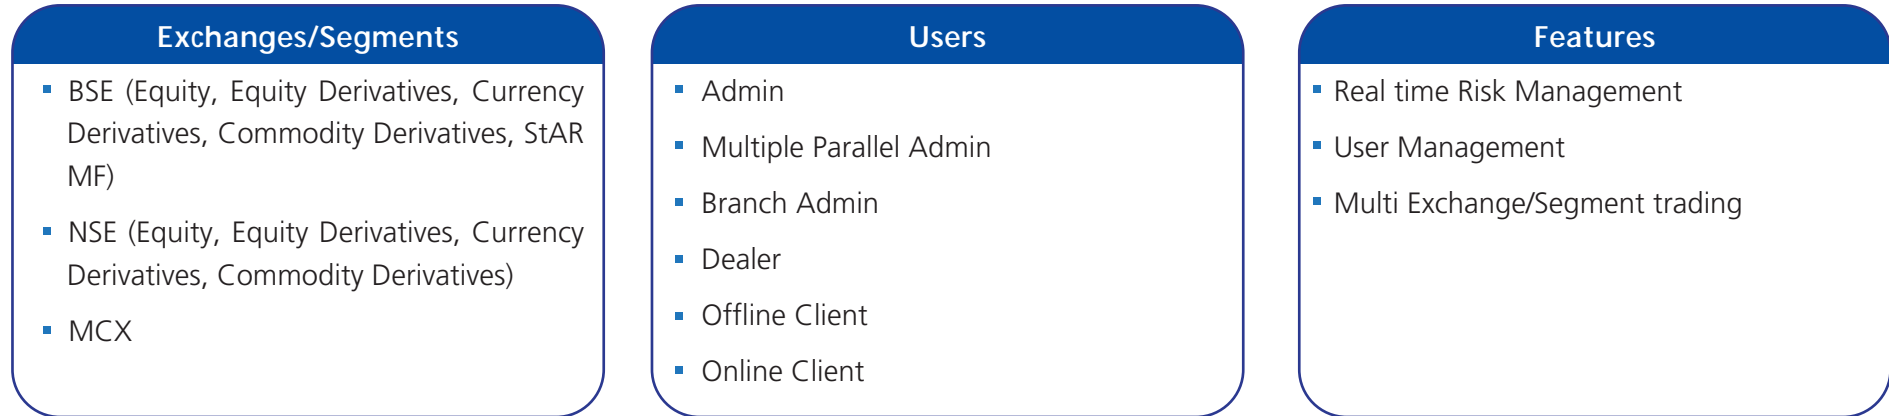 Exchanges/Segments
▪ BSE (Equity, Equity Derivatives, Currency
Derivatives, Commodity Derivatives, StAR
MF)
▪ NSE (Equity, Equity Derivatives, Currency
Derivatives, Commodity Derivatives)
▪ MCX
Users
▪ Admin
▪ Multiple Parallel Admin
▪ Branch Admin
▪ Dealer
▪ Offline Client
▪ Online Client
Features
▪ Real time Risk Management
▪ User Management
▪ Multi Exchange/Segment trading